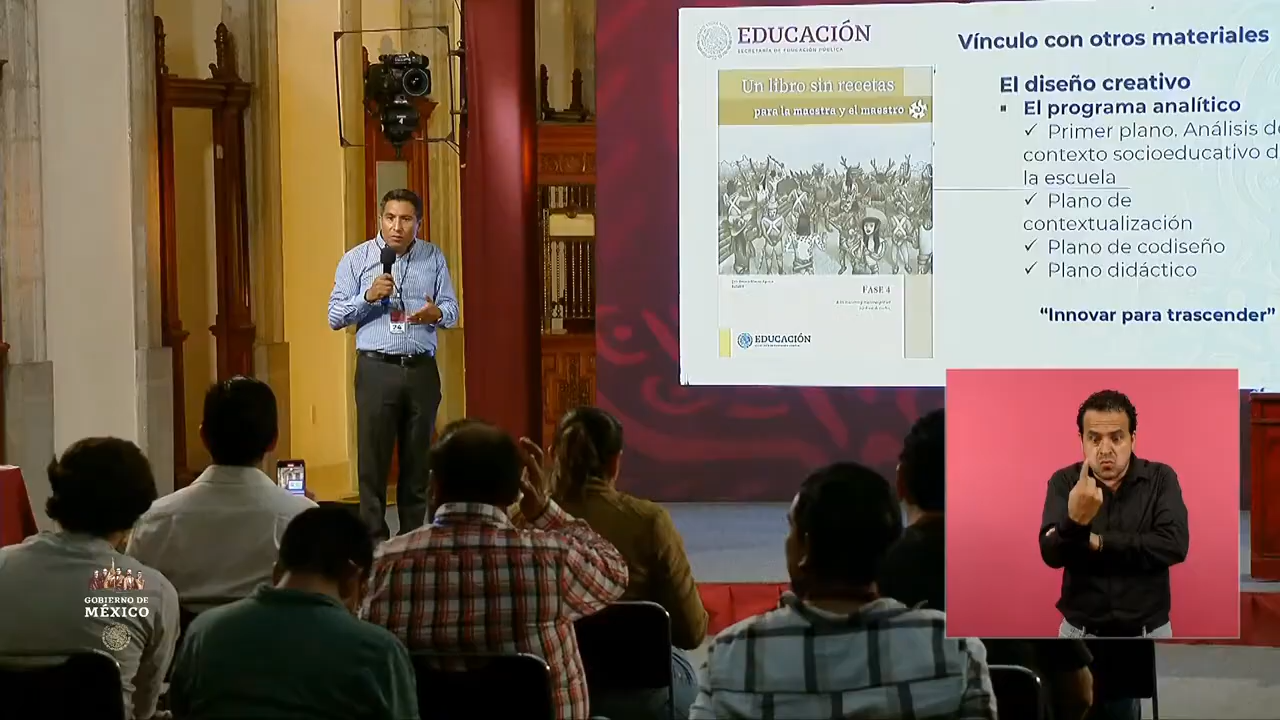 EDUCACIÓN
SECRETARÍA DE EDUCACIÓN PÚBLICA
Vínculo con otros materiales
Un libro sin recetas
para la maestra y el maestro
FASE 4
EDUCACIÓN
El diseño creativo
▪ El programa analítico
✓ Primer plano. Análisis de
contexto socioeducativo d
la escuela
✓ Plano de
contextualización
✓ Plano de codiseño
✓ Plano didáctico
“Innovar para trascender”
74
GOBIERNO DE
MÉXICO